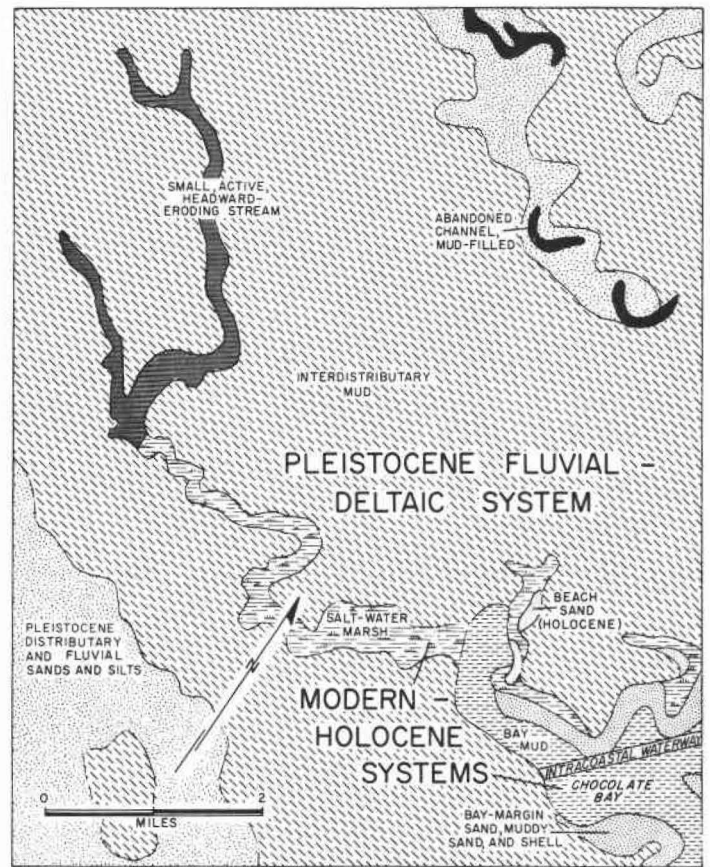 SMALL, ACTIVE,
HEADWARD-
ERODING STREAM
ABANDONED
CHANNEL,
MUD-FILLED
INTERDISTRIBUTARY
MUD
PLEISTOCENE FLUVIAL -
DELTAIC SYSTEM
PLEISTOCENE
DISTRIBUTARY
AND FLUVIAL
SANDS AND SILTS
N
SALT-WATER
MARSH
BEACH
SAND
(HOLOCENE)
MODERN -
HOLOCENE
SYSTEMS
BAY
MUD
INTRACOASTAL WATERWAY
CHOCOLATE
BAY
BAY-MARGIN
SAND, MUDDY
SAND, AND SHELL
0 2
MILES